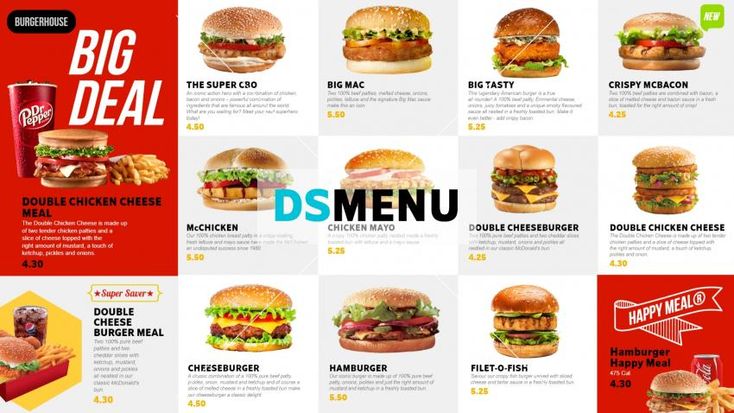 BURGERHOUSE
BIG
DEAL
Dr
Pepper
DOUBLE CHICKEN CHEESE
MEAL
The Double Chicken Cheese is made up
of two tender chicken patties and a
slice of cheese topped with the
right amount of mustard, a touch of
ketchup, pickles and onions.
4.30
THE SUPER CBO
An iconic action hero with a combination of chicken,
bacon and onions – powerful combination of
ingredients that are famous all around the world.
What are you waiting for? Meet your next superhero
today!
4.50
BIG MAC
Two 100% beef patties, melted cheese, onions,
pickles, lettuce and the signature Big Mac sauce
make this an icon
5.50
BIG TASTY
The legendary American burger is a true
all rounder! A 100% beef patty, Emmental cheese,
onions, juicy tomatoes and a unique smoky flavoured
sauce all nested in a freshly toasted bun. Make it
even better - add crispy bacon.
5.25
NEW
CRISPY MCBACON
Two 100% beef patties are combined with bacon, a
slice of melted cheese and bacon sauce in a fresh
bun, toasted for the right amount of crisp!
4.25
McCHICKEN
Our 100% chicken breast patty in a crispy coating,
fresh lettuce and mayo sauce has made the
an undisputed success since 1980.
5.90
CHICKEN MAYO
A crispy 100% chicken patty nestled inside a freshly
toasted bun with lettuce and a mayo sauce.
5.25
DSMENU
DOUBLE CHEESEBURGER
Two 100% pure beef patties and two cheddar slices
with ketchup, mustard, onions and pickles all
nestled in our classic McDonald's bun.
4.25
DOUBLE CHICKEN CHEESE
The Double Chicken Cheese is made up of two tender
chicken patties and a slice of cheese topped with
the right amount of mustard, a touch of ketchup,
pickles and onion.
4.30
Super Saver
DOUBLE
CHEESE
BURGER MEAL
Two 100% pure
beef patties and
two cheddar
slices with
ketchup, mustard,
onions and pickles
all nestled in our
classic McDonald's
bun.
4.30
CHEESEBURGER
A classic combination of a 100% pure beef patty
pickle, onion, mustard and ketchup and of course a
slice of melted cheese in a freshly toasted bun make
our cheeseburger a classic delight.
4.50
HAMBURGER
Our iconic burger is made up of 100% pure beef
patty, onions, pickles and just the right amount of
mustard and ketchup in a freshly toasted bun.
5.50
FILET-O-FISH
Savour our crispy fish burger with sliced
cheese and tarter sauce in a freshly toasted bun.
5.25
HAPPY MEAL®
Hamburger
Happy Meal
475 Cal
4.30